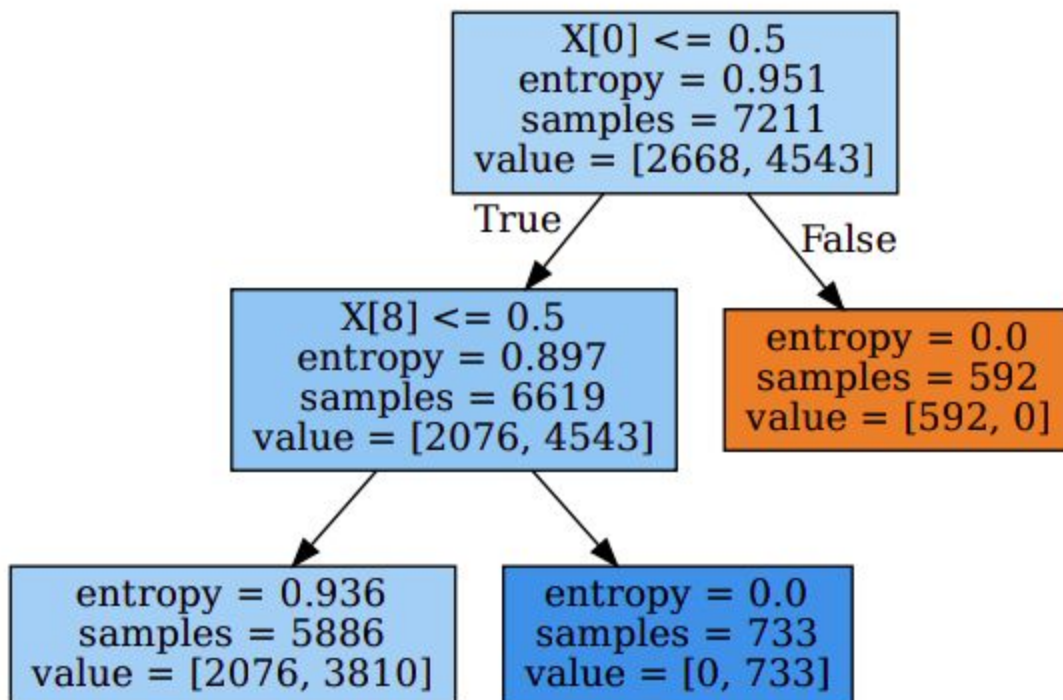 X[0] <= 0.5
entropy = 0.951
samples = 7211
value = [2668, 4543]
True
False
X[8] <= 0.5
entropy = 0.897
samples = 6619
value = [2076, 4543]
entropy = 0.0
samples = 592
value = [592, 0]
entropy = 0.936
samples = 5886
value = [2076, 3810]
entropy = 0.0
samples = 733
value = [0, 733]